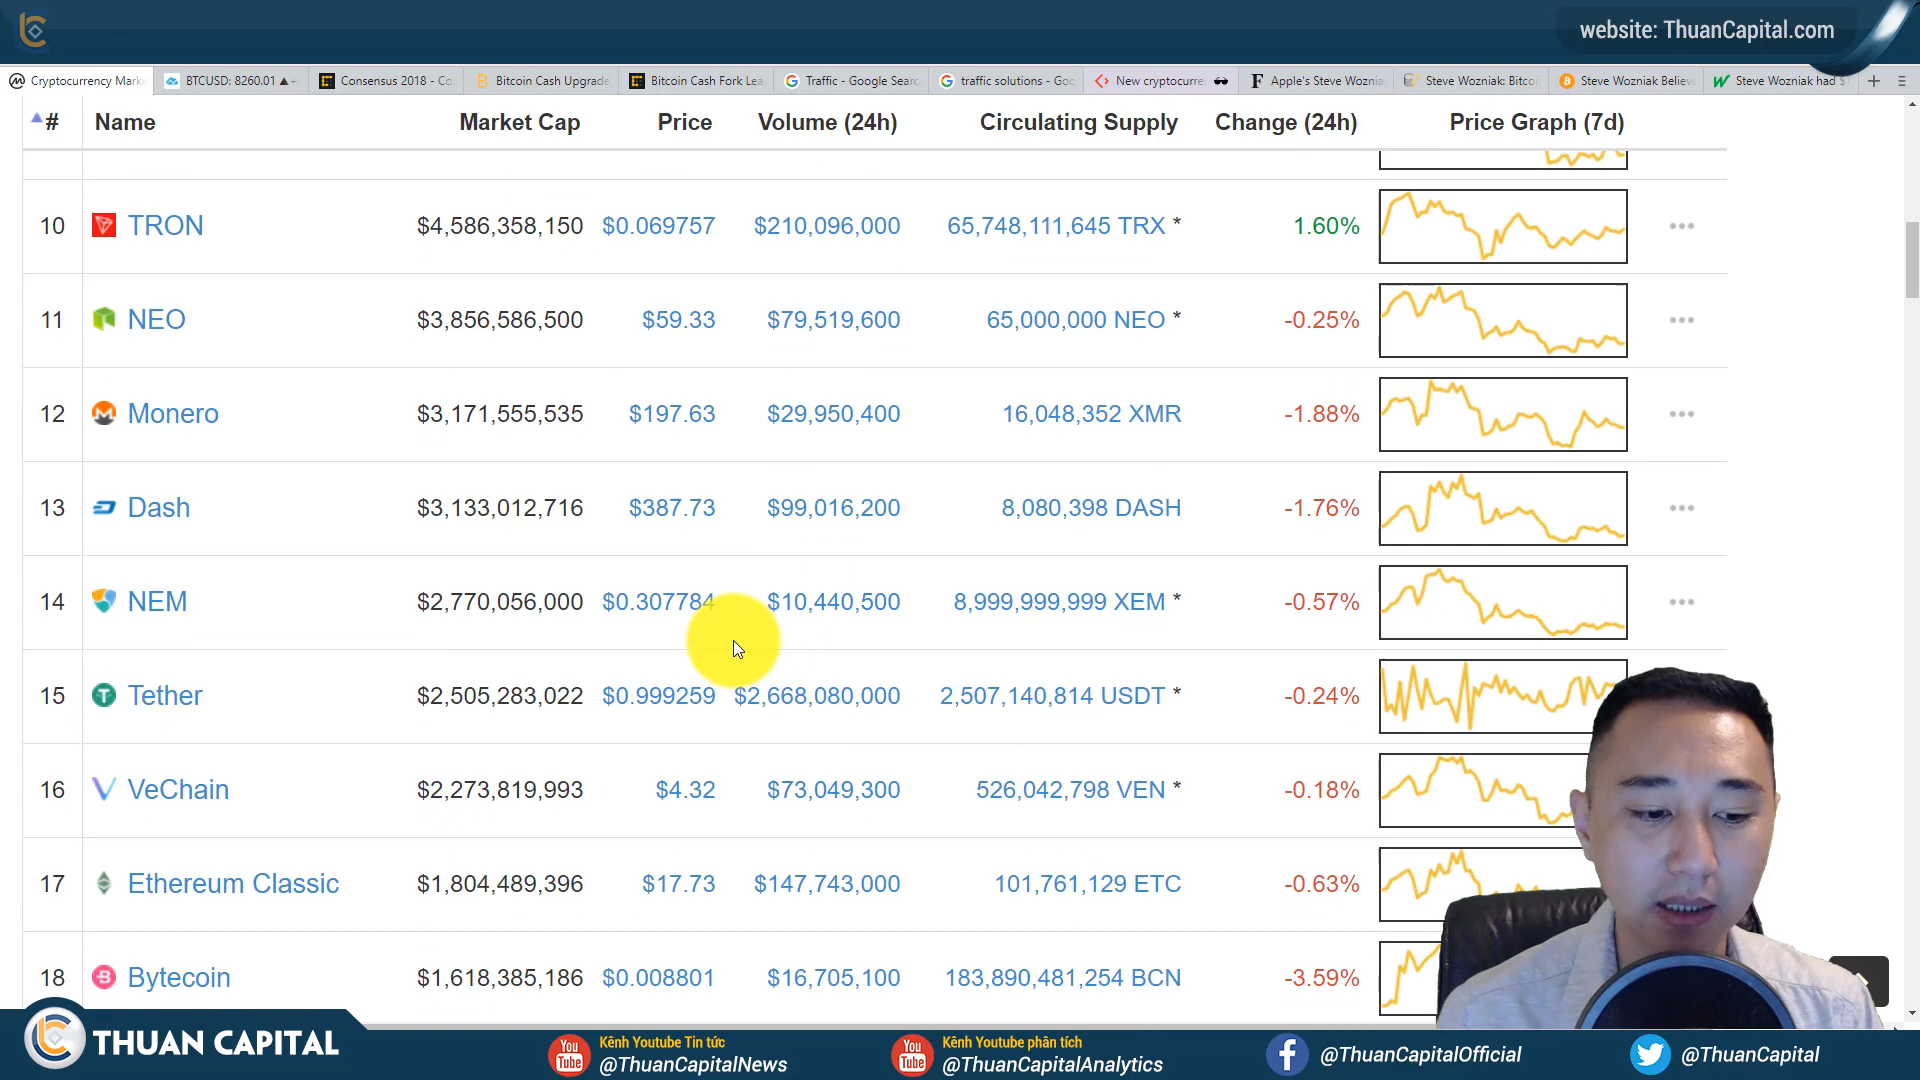 website: ThuanCapital.com
Cryptocurrency Marke
BTCUSD: 8260.01 ▲
Consensus 2018 - Co
Bitcoin Cash Upgrade
Bitcoin Cash Fork Lea
Traffic - Google Searc
traffic solutions - Goo
New cryptocurre
Apple's Steve Woznia
Steve Wozniak: Bitcoi
Steve Wozniak Believ
Steve Wozniak had $
# Name Market Cap Price Volume (24h) Circulating Supply Change (24h) Price Graph (7d)
10 TRON $4,586,358,150 $0.069757 $210,096,000 65,748,111,645 TRX * 1.60%
11 NEO $3,856,586,500 $59.33 $79,519,600 65,000,000 NEO * -0.25%
12 Monero $3,171,555,535 $197.63 $29,950,400 16,048,352 XMR -1.88%
13 Dash $3,133,012,716 $387.73 $99,016,200 8,080,398 DASH -1.76%
14 NEM $2,770,056,000 $0.307784 $10,440,500 8,999,999,999 XEM * -0.57%
15 Tether $2,505,283,022 $0.999259 $2,668,080,000 2,507,140,814 USDT * -0.24%
16 VeChain $2,273,819,993 $4.32 $73,049,300 526,042,798 VEN * -0.18%
17 Ethereum Classic $1,804,489,396 $17.73 $147,743,000 101,761,129 ETC -0.63%
18 Bytecoin $1,618,385,186 $0.008801 $16,705,100 183,890,481,254 BCN -3.59%
THUAN CAPITAL
You Tube
Kênh Youtube Tin tức
@ThuanCapitalNews
You Tube
Kênh Youtube phân tích
@ThuanCapitalAnalytics
@ThuanCapitalOfficial
@ThuanCapital